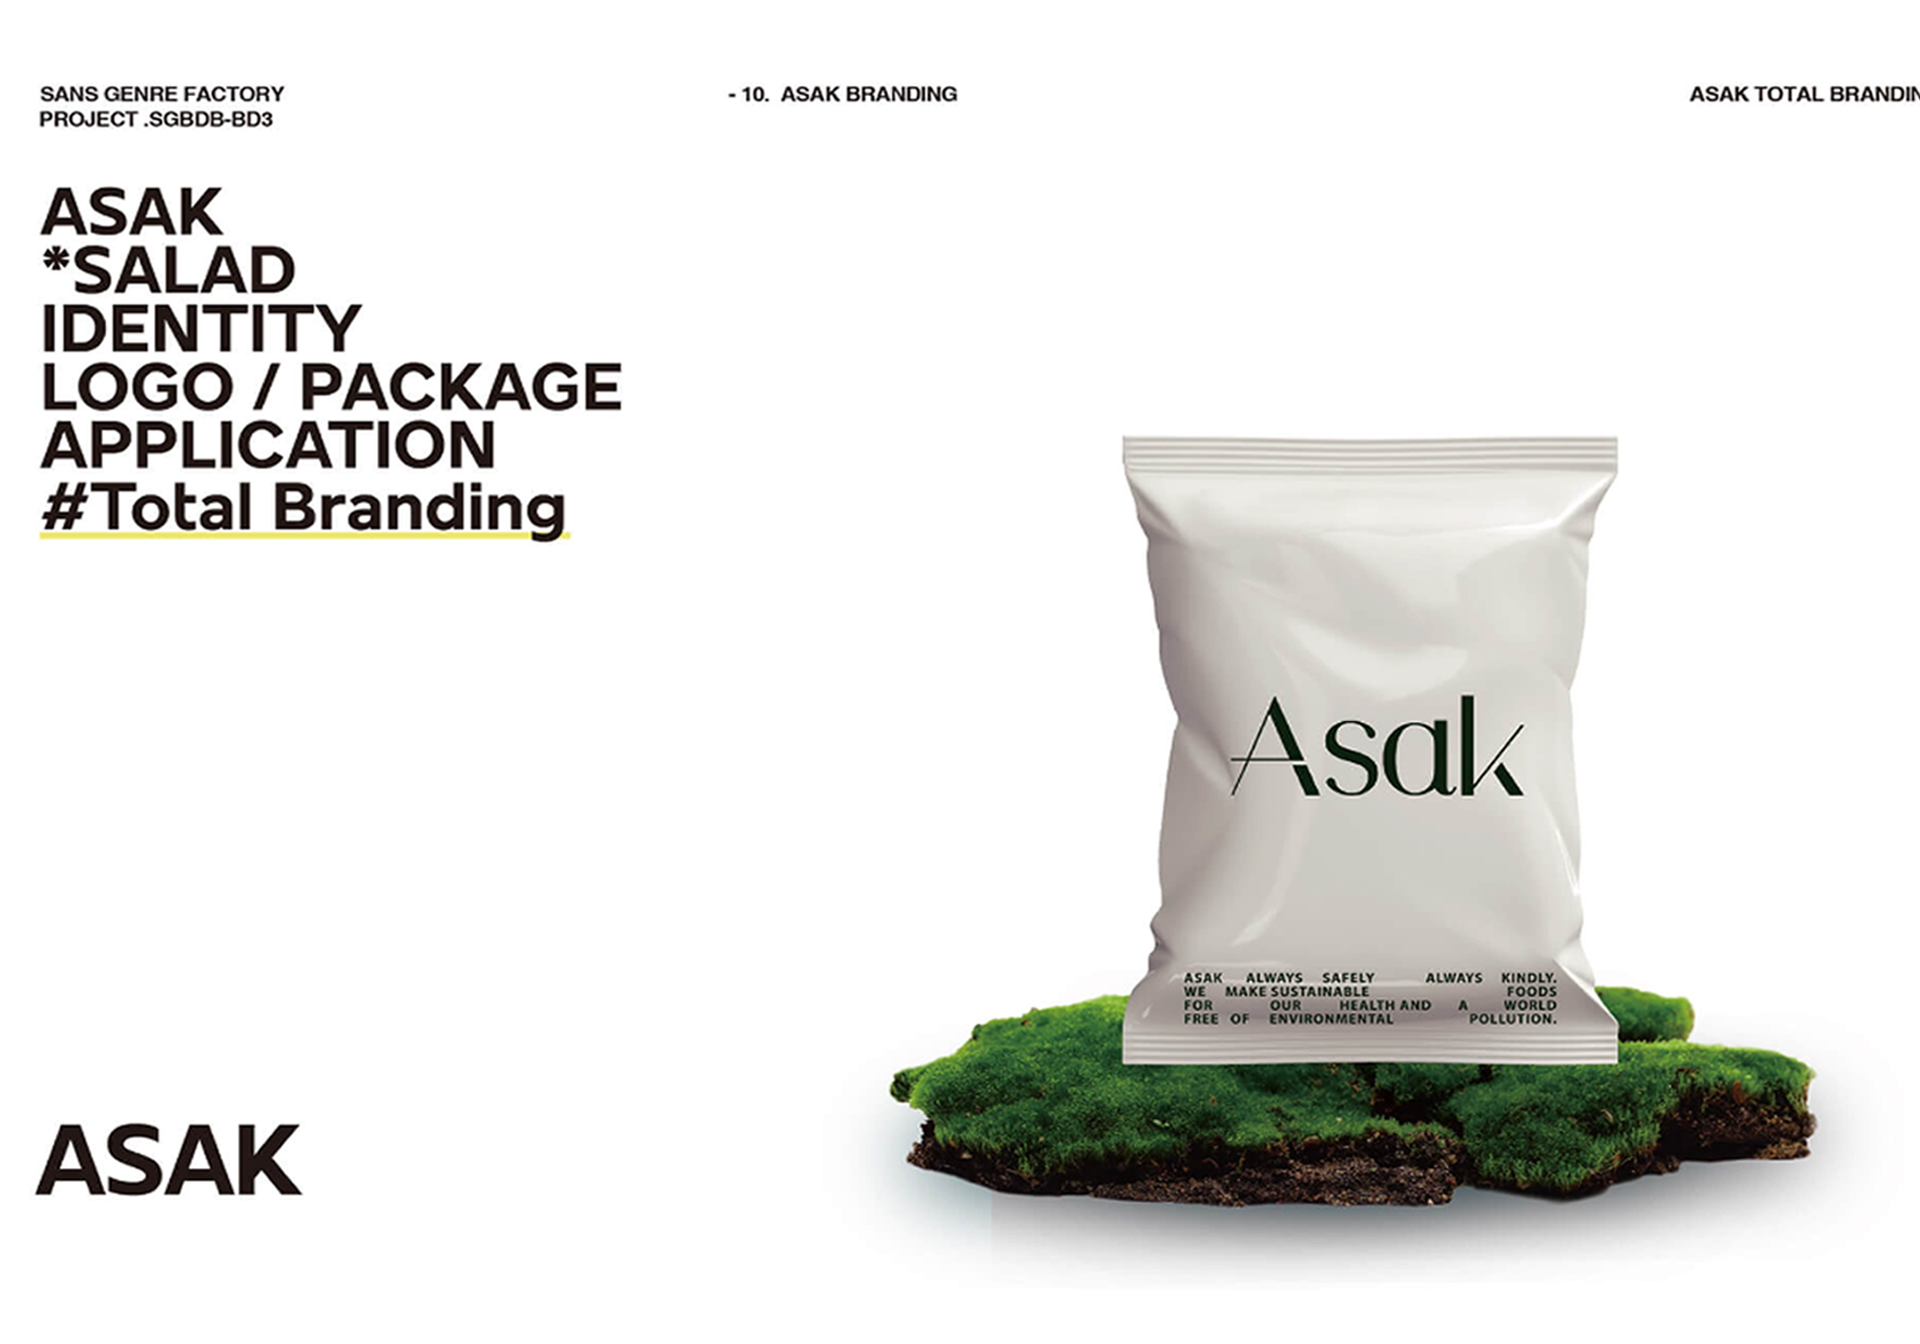 SANS GENRE FACTORY
PROJECT .SGBDB-BD3
- 10. ASAK BRANDING
ASAK TOTAL BRANDIN
ASAK
*SALAD
IDENTITY
LOGO / PACKAGE
APPLICATION
#Total Branding
Asak
ASAK ALWAYS SAFELY ALWAYS KINDLY.
WE MAKE SUSTAINABLE FOODS
FOR OUR HEALTH AND A WORLD
FREE OF ENVIRONMENTAL POLLUTION.
ASAK